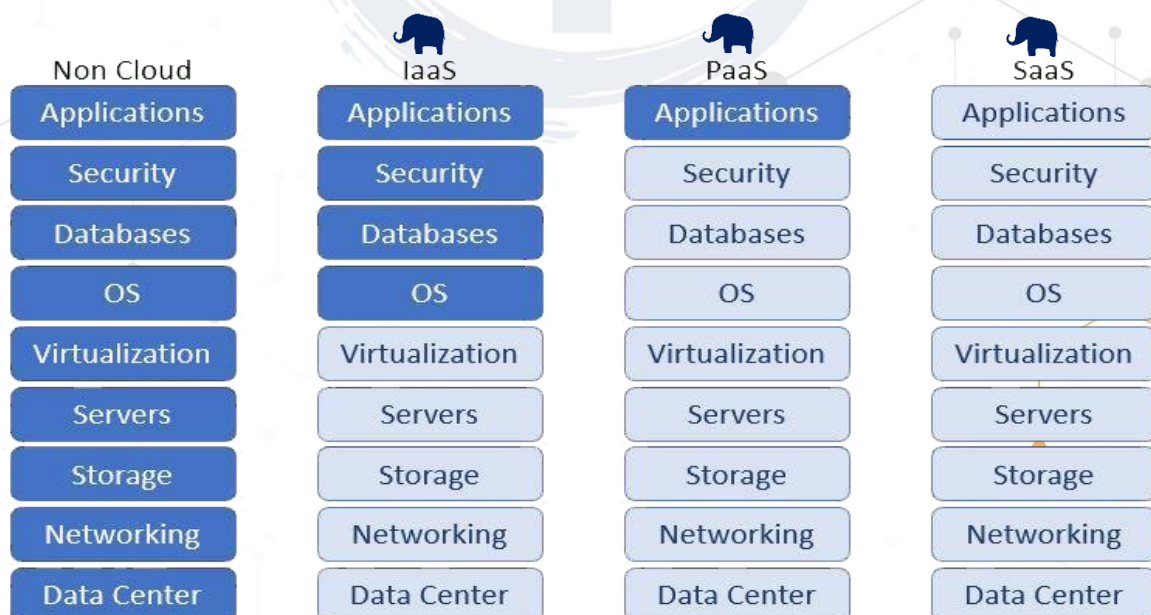 Non Cloud IaaS PaaS SaaS
Applications Applications Applications Applications
Security Security Security Security
Databases Databases Databases Databases
OS OS OS OS
Virtualization Virtualization Virtualization Virtualization
Servers Servers Servers Servers
Storage Storage Storage Storage
Networking Networking Networking Networking
Data Center Data Center Data Center Data Center